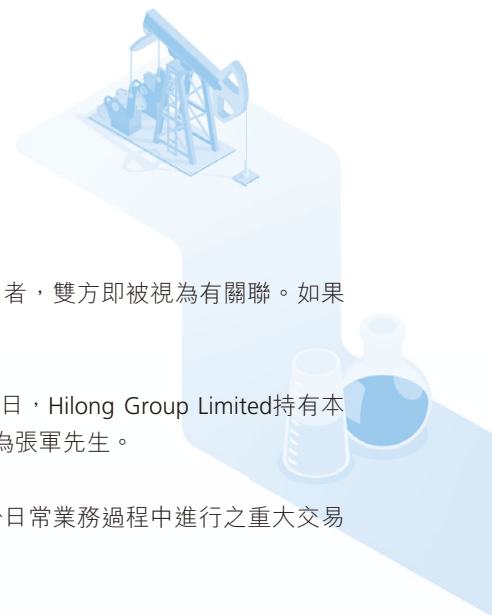 者，雙方即被視為有關聯。如果
日，Hilong Group Limited持有本
為張軍先生。
日常業務過程中進行之重大交易